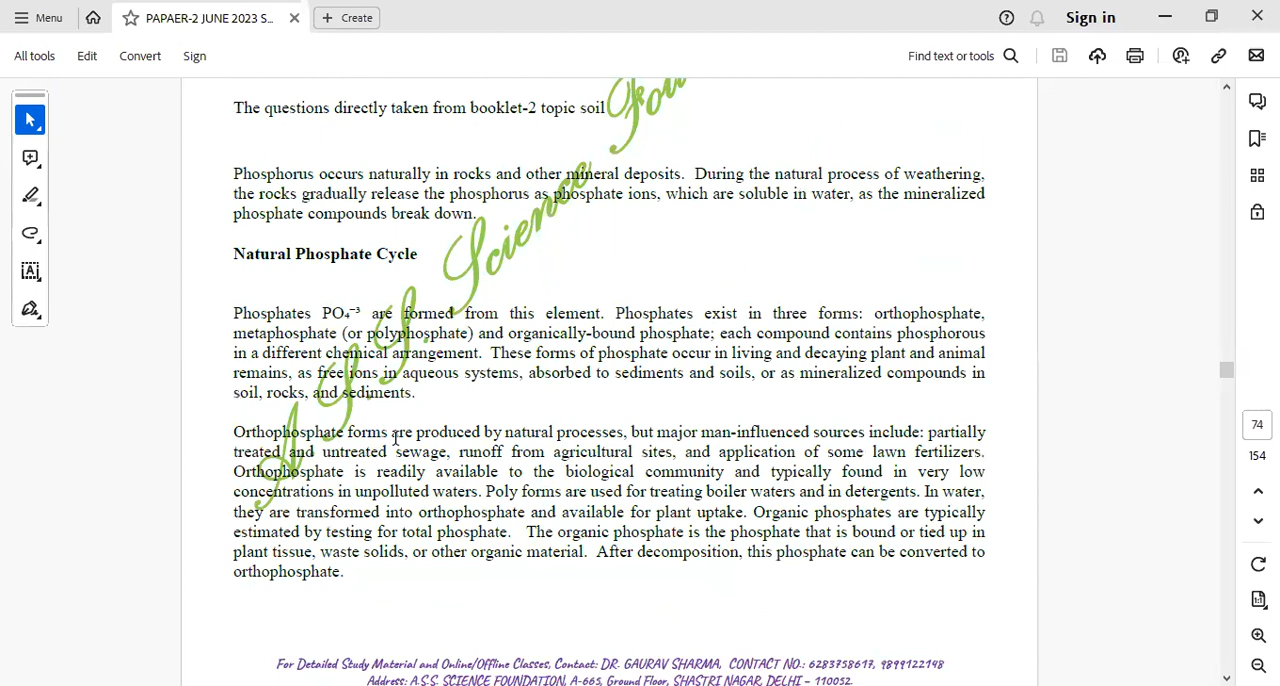 Menu
PAPAER-2 JUNE 2023 S...
Create
Sign in
All tools
Edit
Convert
Sign
Find text or tools
The questions directly taken from booklet-2 topic soil
Phosphorus occurs naturally in rocks and other mineral deposits. During the natural process of weathering,
the rocks gradually release the phosphorus as phosphate ions, which are soluble in water, as the mineralized
phosphate compounds break down.
Natural Phosphate Cycle
Phosphates PO₄⁻³ are formed from this element. Phosphates exist in three forms: orthophosphate,
metaphosphate (or polyphosphate) and organically-bound phosphate; each compound contains phosphorous
in a different chemical arrangement. These forms of phosphate occur in living and decaying plant and animal
remains, as free ions in aqueous systems, absorbed to sediments and soils, or as mineralized compounds in
soil, rocks, and sediments.
Orthophosphate forms are produced by natural processes, but major man-influenced sources include: partially
treated and untreated sewage, runoff from agricultural sites, and application of some lawn fertilizers.
Orthophosphate is readily available to the biological community and typically found in very low
concentrations in unpolluted waters. Poly forms are used for treating boiler waters and in detergents. In water,
they are transformed into orthophosphate and available for plant uptake. Organic phosphates are typically
estimated by testing for total phosphate. The organic phosphate is the phosphate that is bound or tied up in
plant tissue, waste solids, or other organic material. After decomposition, this phosphate can be converted to
orthophosphate.
A S.S. Science Fou
For Detailed Study Material and Online/Offline Classes, Contact: DR. GAURAV SHARMA, CONTACT NO.: 6283758617, 9899122148
Address: A.S.S. SCIENCE FOUNDATION, A-665, Ground Floor, SHASTRI NAGAR, DELHI – 110052.
74
154